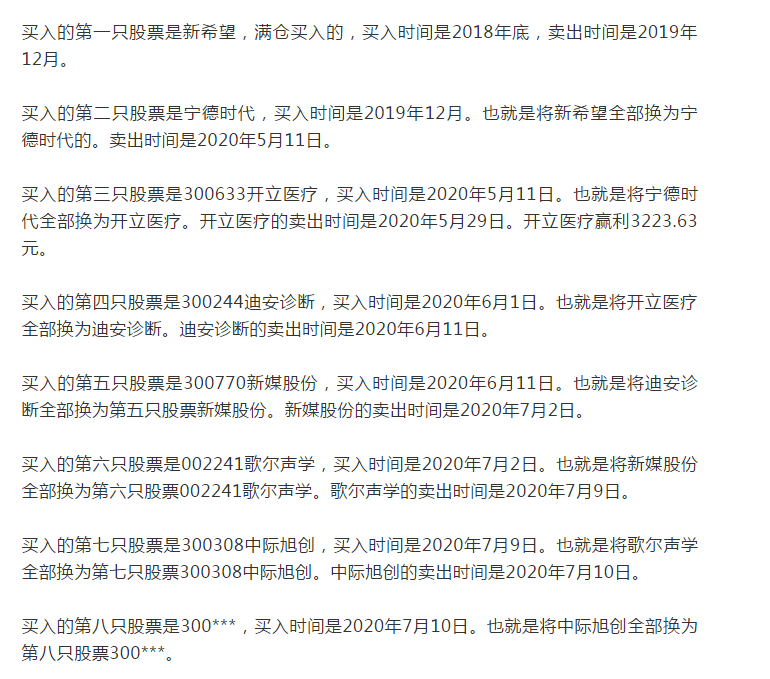 买入的第一只股票是新希望，满仓买入的，买入时间是2018年底，卖出时间是2019年
12月。
买入的第二只股票是宁德时代，买入时间是2019年12月。也就是将新希望全部换为宁
德时代的。卖出时间是2020年5月11日。
买入的第三只股票是300633开立医疗，买入时间是2020年5月11日。也就是将宁德时
代全部换为开立医疗。开立医疗的卖出时间是2020年5月29日。开立医疗赢利3223.63
元。
买入的第四只股票是300244迪安诊断，买入时间是2020年6月1日。也就是将开立医疗
全部换为迪安诊断。迪安诊断的卖出时间是2020年6月11日。
买入的第五只股票是300770新媒股份，买入时间是2020年6月11日。也就是将迪安诊
断全部换为第五只股票新媒股份。新媒股份的卖出时间是2020年7月2日。
买入的第六只股票是002241歌尔声学，买入时间是2020年7月2日。也就是将新媒股份
全部换为第六只股票002241歌尔声学。歌尔声学的卖出时间是2020年7月9日。
买入的第七只股票是300308中际旭创，买入时间是2020年7月9日。也就是将歌尔声学
全部换为第七只股票300308中际旭创。中际旭创的卖出时间是2020年7月10日。
买入的第八只股票是300***，买入时间是2020年7月10日。也就是将中际旭创全部换为
第八只股票300***。